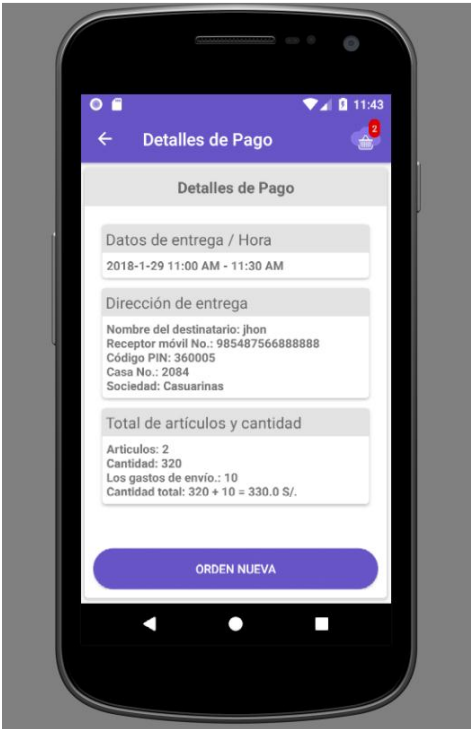 11:43
Detalles de Pago
2
Detalles de Pago
Datos de entrega / Hora
2018-1-29 11:00 AM - 11:30 AM
Dirección de entrega
Nombre del destinatario: jhon
Receptor móvil No.: 985487566888888
Código PIN: 360005
Casa No.: 2084
Sociedad: Casuarinas
Total de artículos y cantidad
Articulos: 2
Cantidad: 320
Los gastos de envío.: 10
Cantidad total: 320 + 10 = 330.0 S/.
ORDEN NUEVA